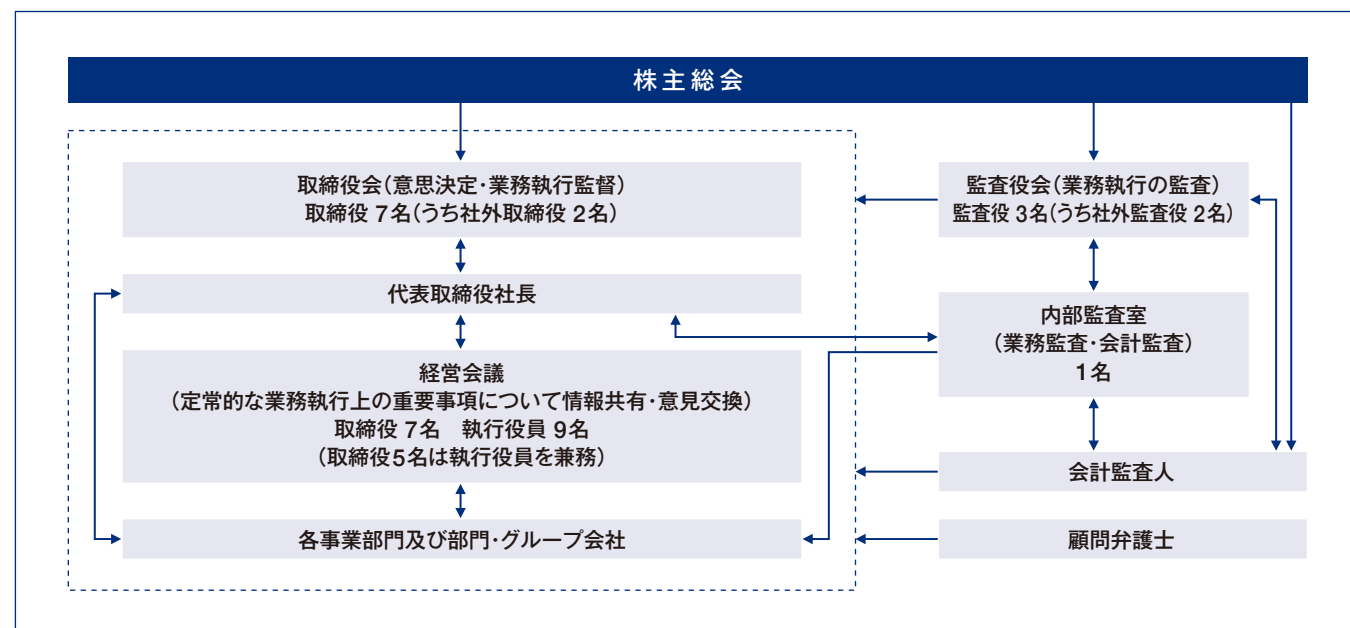 株主総会
取締役会(意思決定・業務執行監督)
取締役 7名(うち社外取締役 2名)
代表取締役社長
経営会議
(定常的な業務執行上の重要事項について情報共有・意見交換)
取締役 7名　執行役員 9名
(取締役5名は執行役員を兼務)
各事業部門及び部門・グループ会社
監査役会(業務執行の監査)
監査役 3名(うち社外監査役 2名)
内部監査室
(業務監査・会計監査)
1名
会計監査人
顧問弁護士